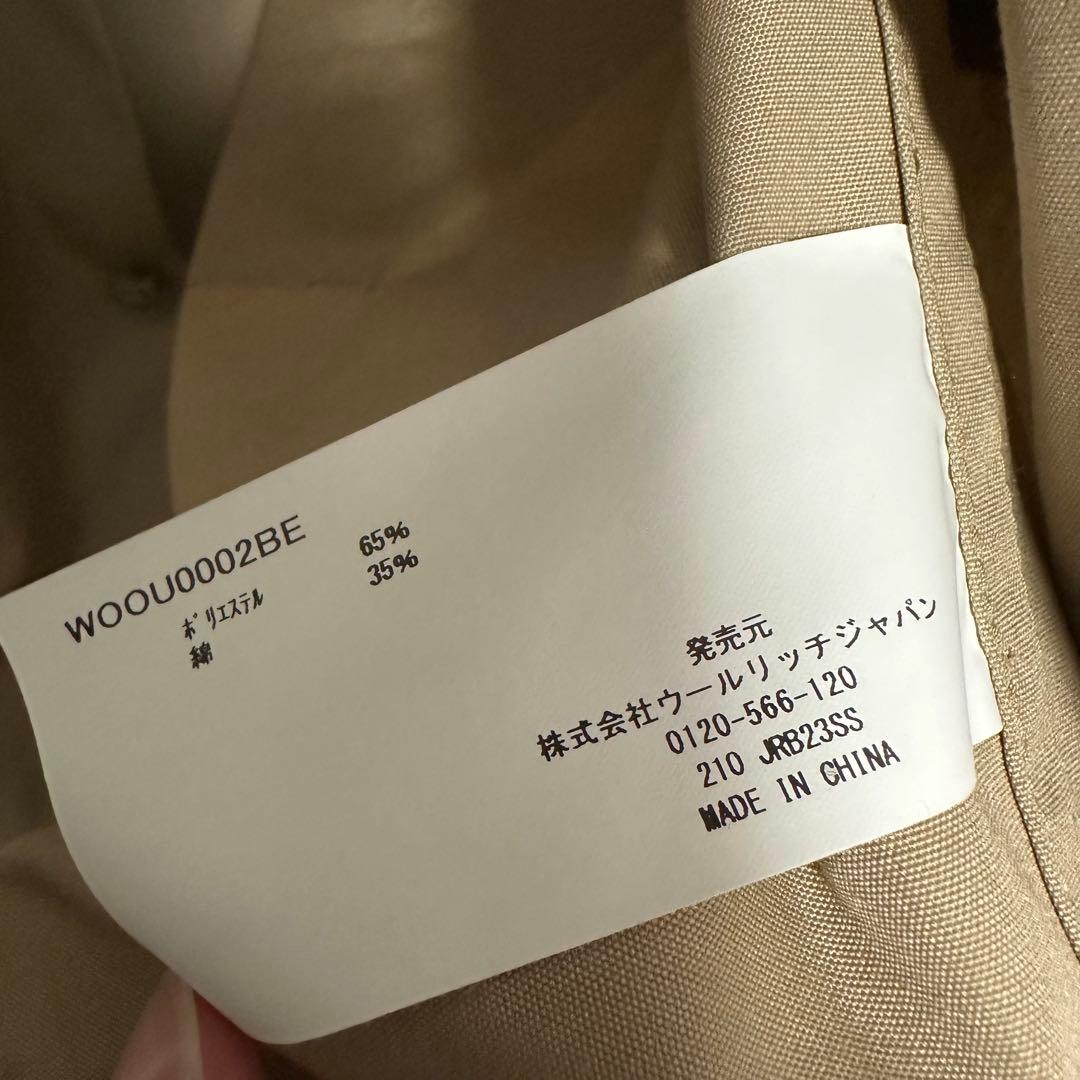 WOOU0002BE
ポリエステル 65%
綿 35%
発売元
株式会社ウールリッチジャパン
0120-566-120
210 JRB23SS
MADE IN CHINA